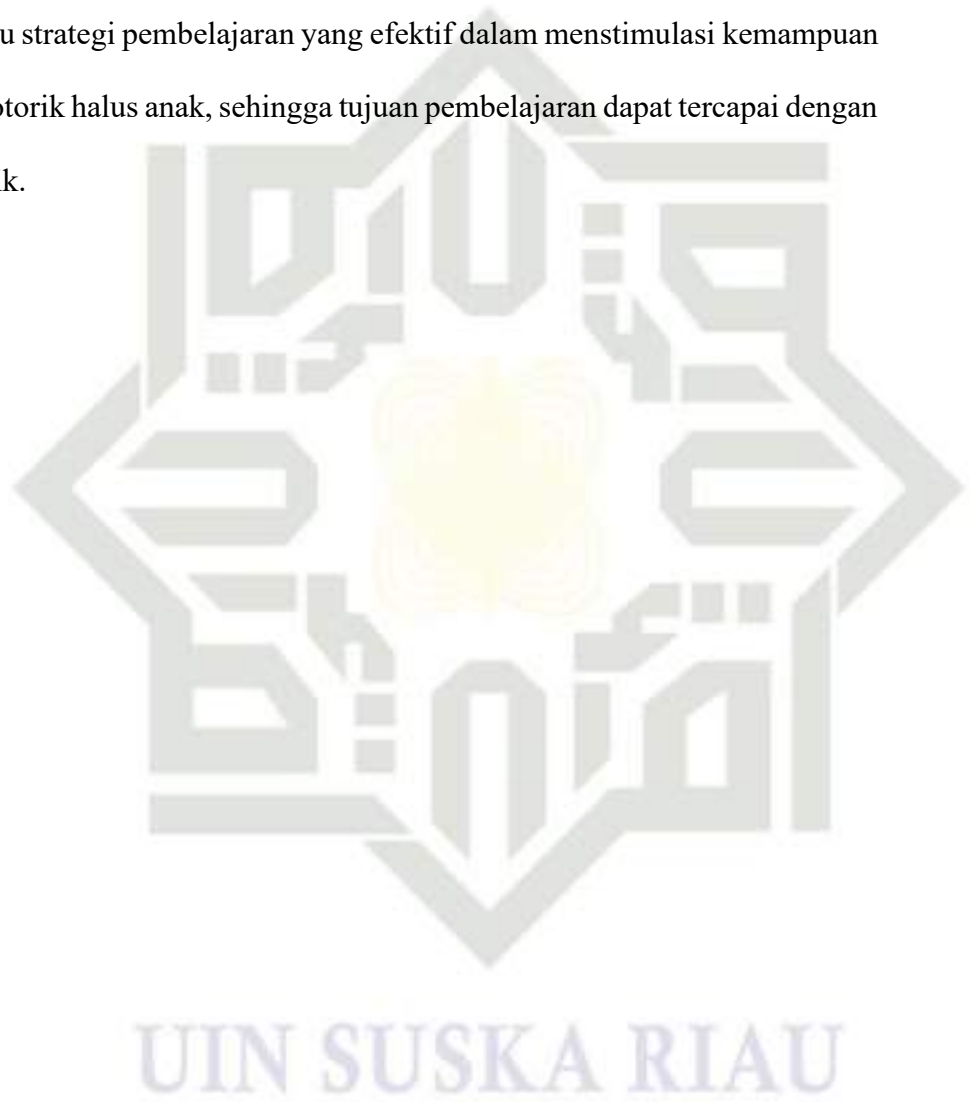 u strategi pembelajaran yang efektif dalam menstimulasi kemampuan
otorik halus anak, sehingga tujuan pembelajaran dapat tercapai dengan
k.
UIN SUSKA RIAU